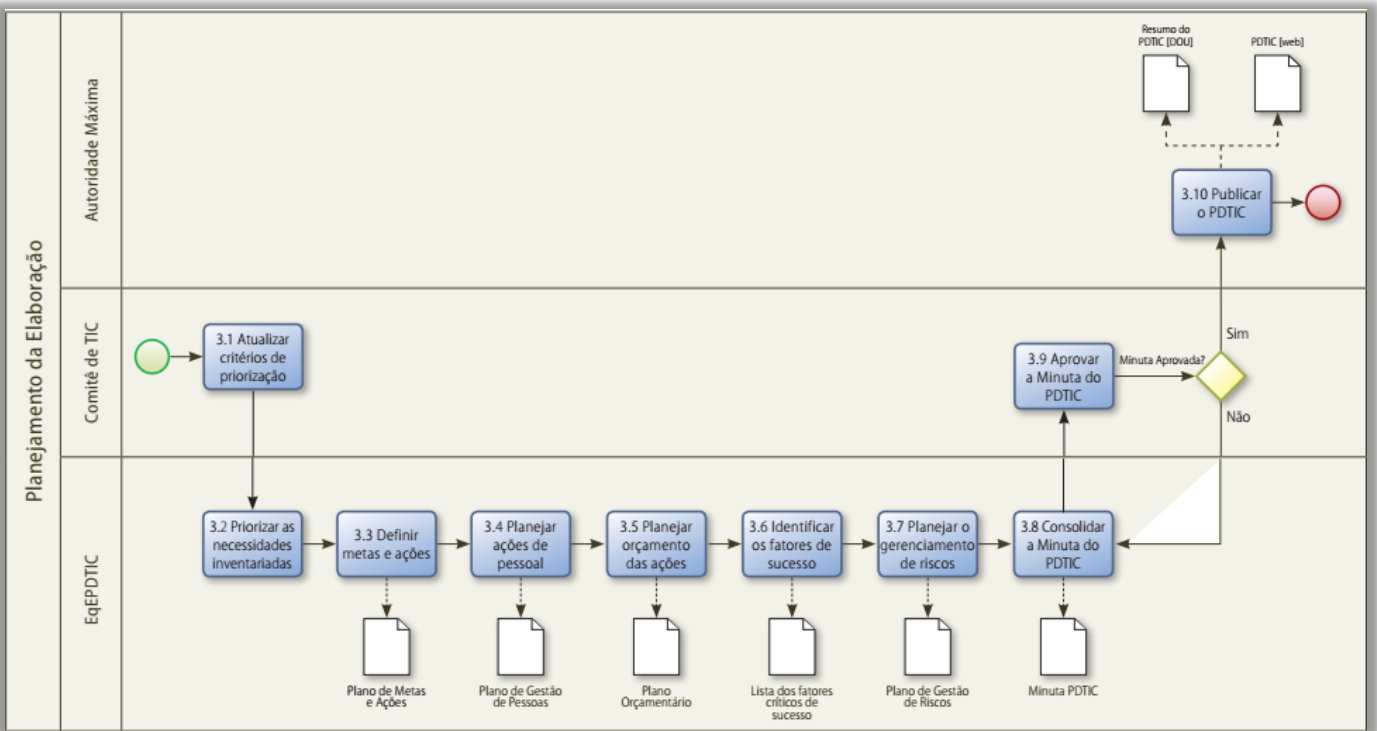 Planejamento da Elaboração
Autoridade Máxima
Resumo do
PDTIC [DOU]
PDTIC [web]
3.10 Publicar
o PDTIC
Comitê de TIC
3.1 Atualizar
critérios de
priorização
3.9 Aprovar
a Minuta do
PDTIC
Minuta Aprovada?
Sim
Não
EqEPDTIC
3.2 Priorizar as
necessidades
inventariadas
3.3 Definir
metas e ações
3.4 Planejar
ações de
pessoal
3.5 Planejar
orçamento
das ações
3.6 Identificar
os fatores de
sucesso
3.7 Planejar o
gerenciamento
de riscos
3.8 Consolidar
a Minuta do
PDTIC
Plano de Metas
e Ações
Plano de Gestão
de Pessoas
Plano
Orçamentário
Lista dos fatores
críticos de
sucesso
Plano de Gestão
de Riscos
Minuta PDTIC